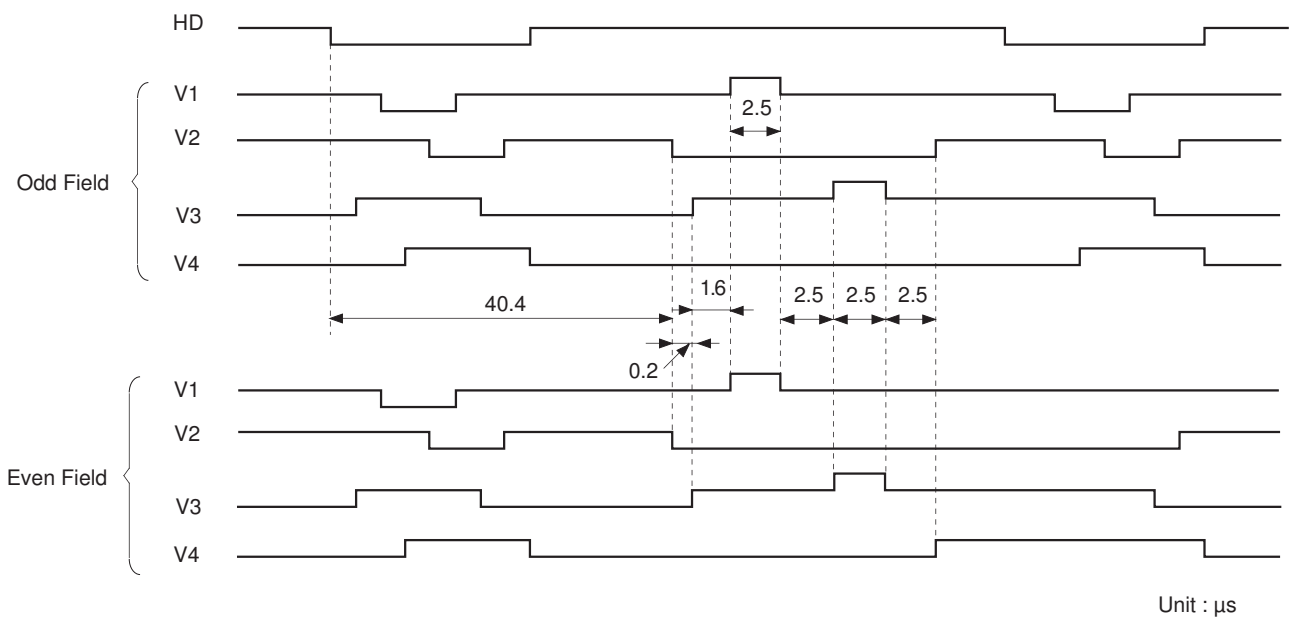 HD
V1
2.5
V2
Odd Field
V3
V4
1.6
2.5 2.5 2.5
40.4
0.2
V1
V2
Even Field
V3
V4
Unit : μs